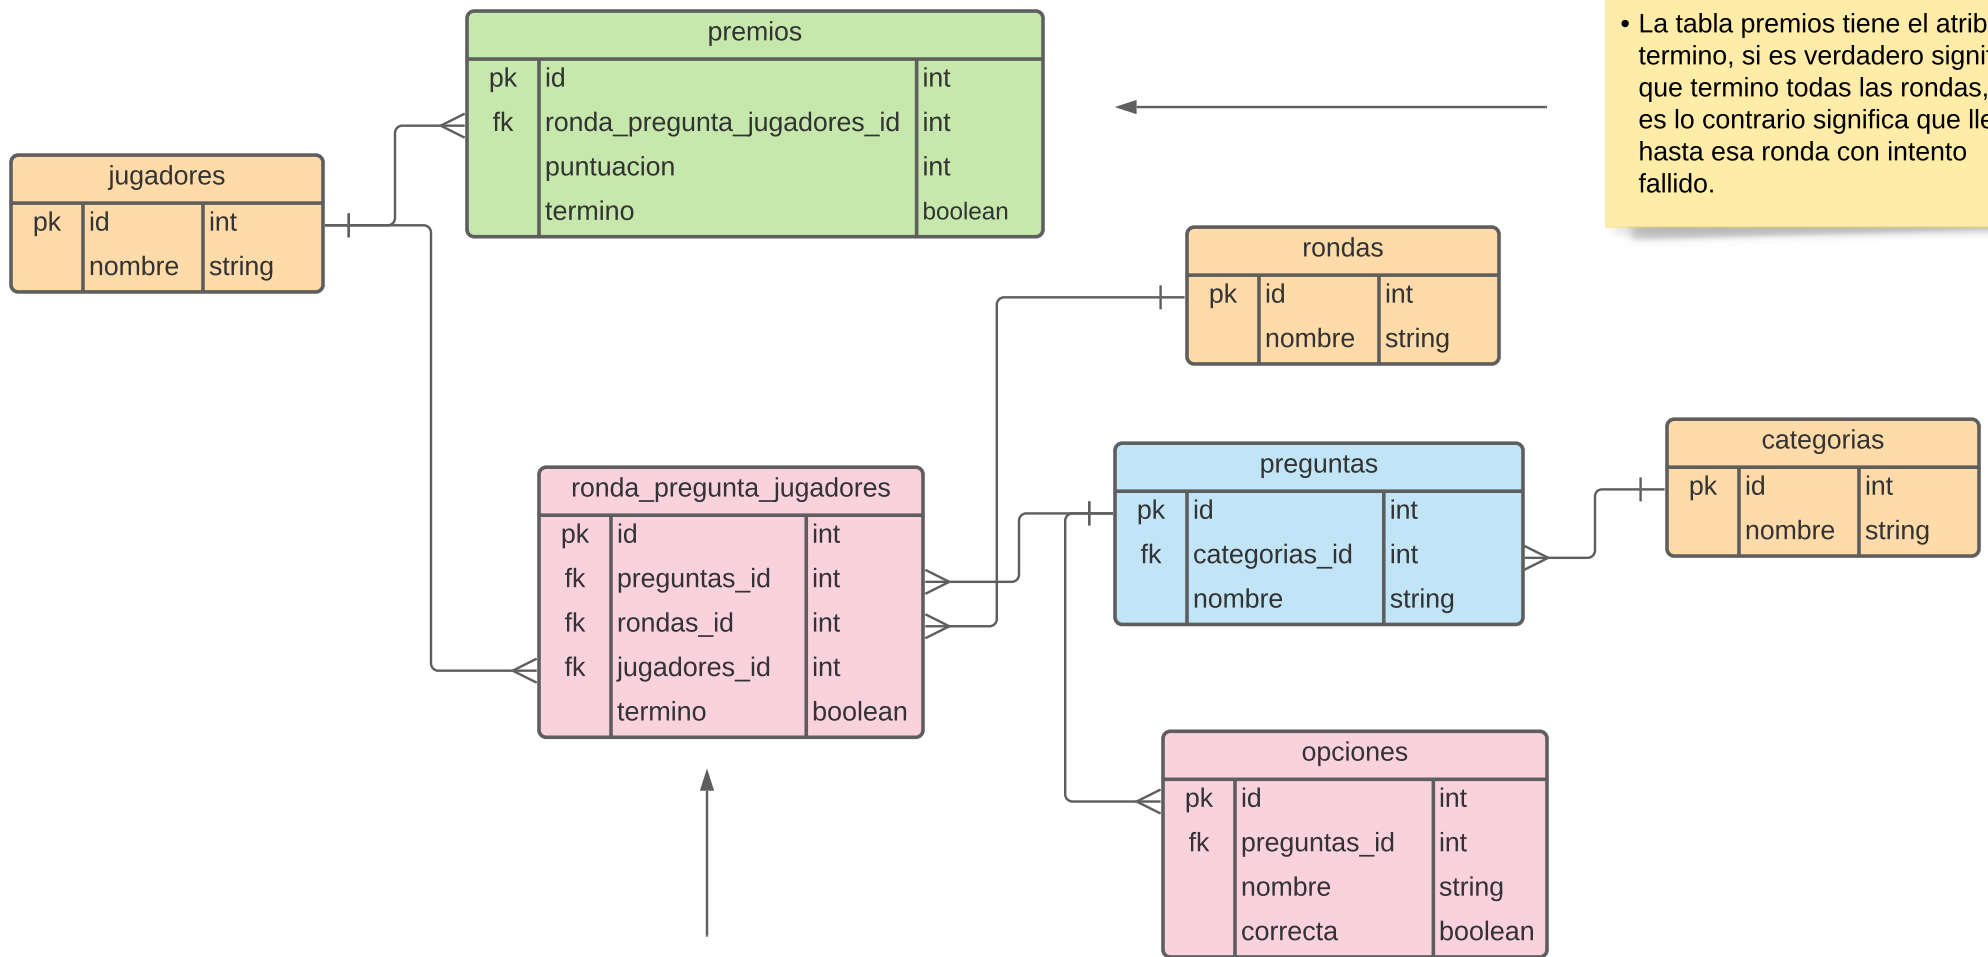 premios
pk id int
fk ronda_pregunta_jugadores_id int
puntuacion int
termino boolean
• La tabla premios tiene el
termino, si es verdadero
que termino todas las rondas,
es lo contrario significa que
hasta esa ronda con intento
fallido.
jugadores
pk id int
nombre string
rondas
pk id int
nombre string
categorias
pk id int
nombre string
preguntas
pk id int
fk categorias_id int
nombre string
ronda_pregunta_jugadores
pk id int
fk preguntas_id int
fk rondas_id int
fk jugadores_id int
termino boolean
opciones
pk id int
fk preguntas_id int
nombre string
correcta boolean